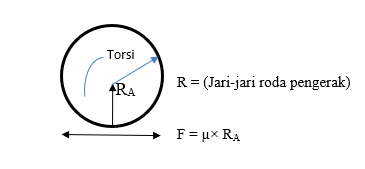 Torsi
R = (Jari-jari roda pengerak)
RA
F = μ× RA